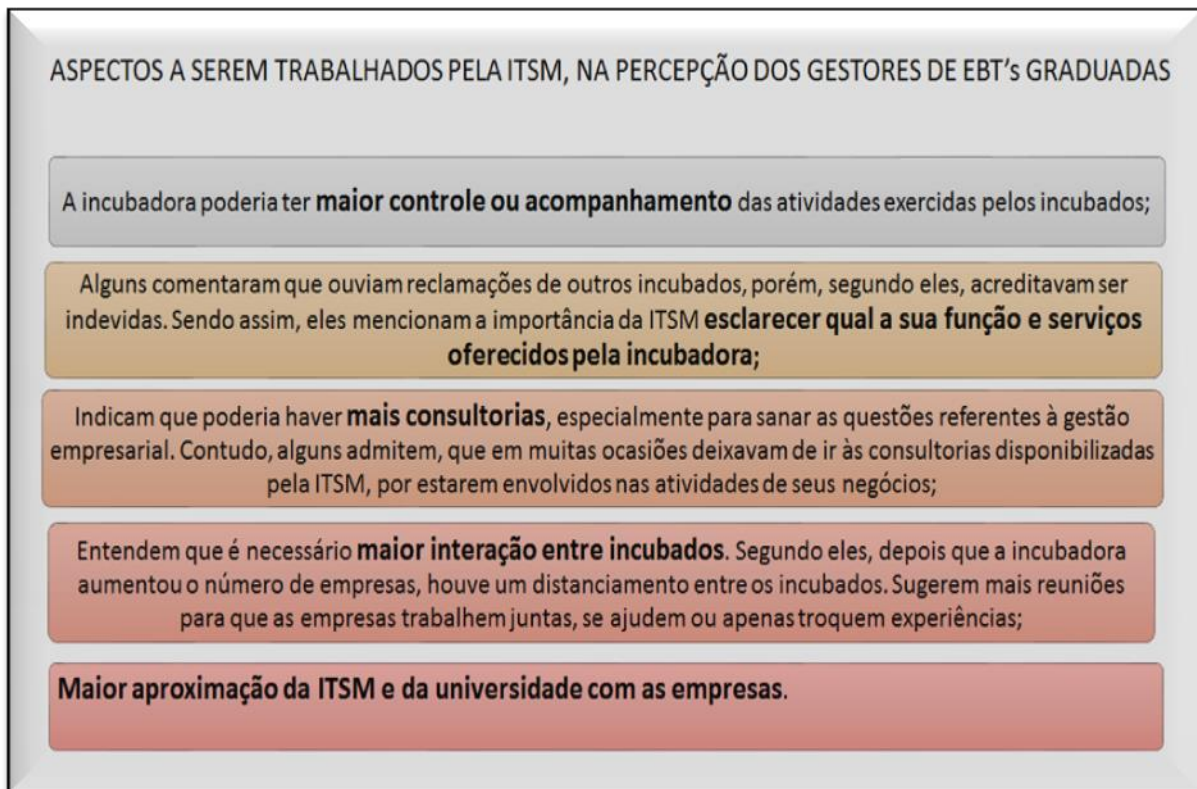 ASPECTOS A SEREM TRABALHADOS PELA ITSM, NA PERCEPÇÃO DOS GESTORES DE EBT's GRADUADAS
A incubadora poderia ter maior controle ou acompanhamento das atividades exercidas pelos incubados;
Alguns comentaram que ouviam reclamações de outros incubados, porém, segundo eles, acreditavam ser
indevidas. Sendo assim, eles mencionam a importância da ITSM esclarecer qual a sua função e serviços
oferecidos pela incubadora;
Indicam que poderia haver mais consultorias, especialmente para sanar as questões referentes à gestão
empresarial. Contudo, alguns admitem, que em muitas ocasiões deixavam de ir às consultorias disponibilizadas
pela ITSM, por estarem envolvidos nas atividades de seus negócios;
Entendem que é necessário maior interação entre incubados. Segundo eles, depois que a incubadora
aumentou o número de empresas, houve um distanciamento entre os incubados. Sugerem mais reuniões
para que as empresas trabalhem juntas, se ajudem ou apenas troquem experiências;
Maior aproximação da ITSM e da universidade com as empresas.